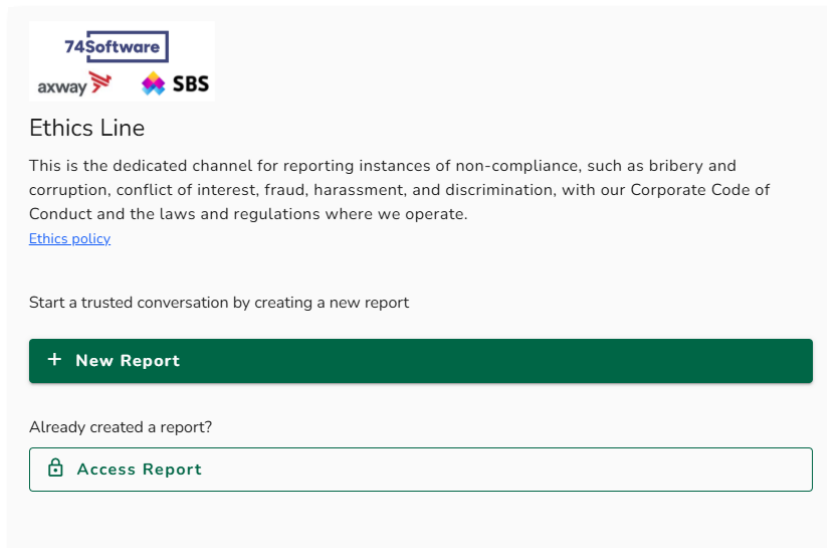 74Software
axway
SBS
Ethics Line
This is the dedicated channel for reporting instances of non-compliance, such as bribery and
corruption, conflict of interest, fraud, harassment, and discrimination, with our Corporate Code of
Conduct and the laws and regulations where we operate.
Ethics policy
Start a trusted conversation by creating a new report
+ New Report
Already created a report?
Access Report